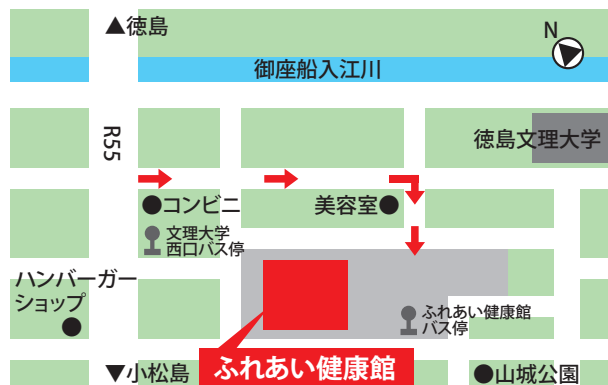 ▲徳島
N
御座船入江川
R55
徳島文理大学
●コンビニ
美容室●
文理大学
西口バス停
ハンバーガー
ショップ
●
ふれあい健康館
バス停
▼小松島
ふれあい健康館
●山城公園